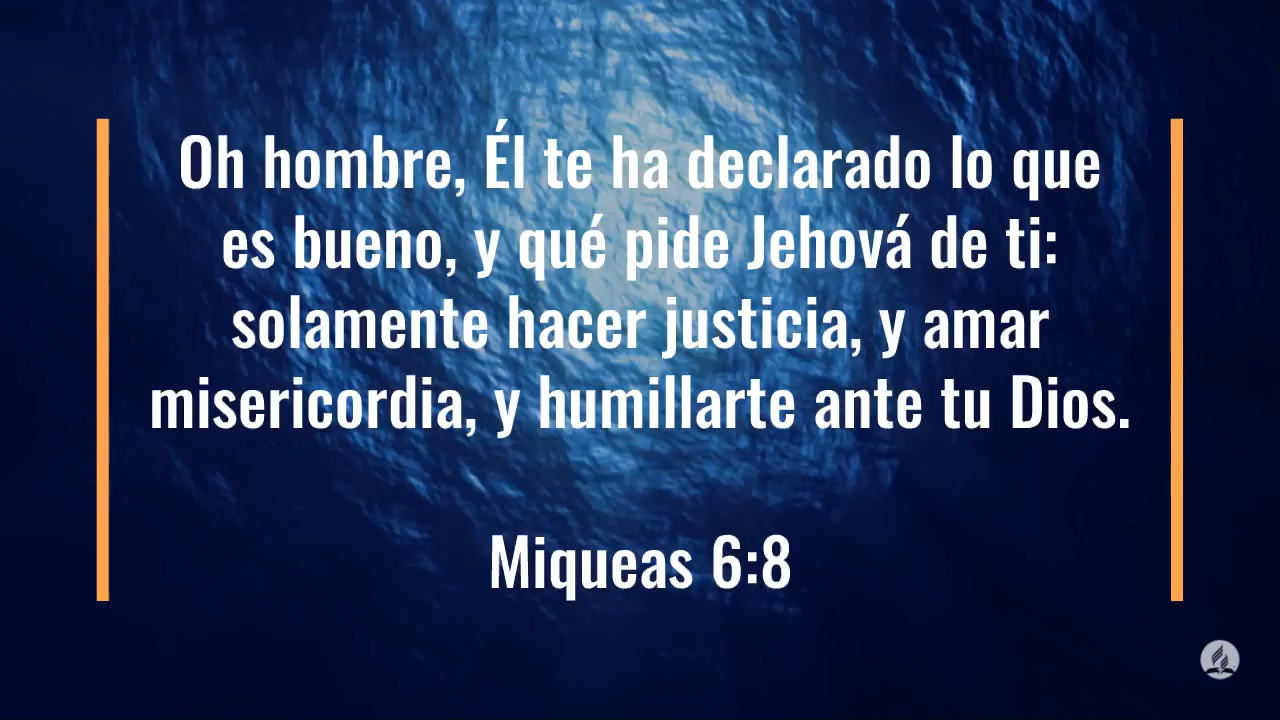 Oh hombre, Él te ha declarado lo que
es bueno, y qué pide Jehová de ti:
solamente hacer justicia, y amar
misericordia, y humillarte ante tu Dios.
Miqueas 6:8